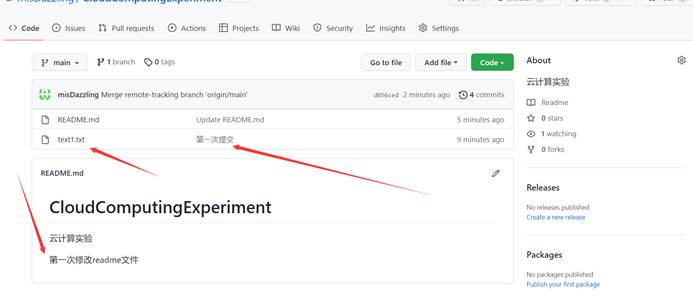 misDazzling / CloudComputingExperiment
Code Issues Pull requests Actions Projects Wiki Security Insights Settings
main 1 branch 0 tags Go to file Add file Code
misDazzling Merge remote-tracking branch 'origin/main' d056ced 2 minutes ago 4 commits
README.md Update README.md 5 minutes ago
text1.txt 第一次提交 9 minutes ago
README.md
CloudComputingExperiment
云计算实验
第一次修改readme文件
About
云计算实验
Readme
0 stars
1 watching
0 forks
Releases
No releases published
Create a new release
Packages
No packages published
Publish your first package